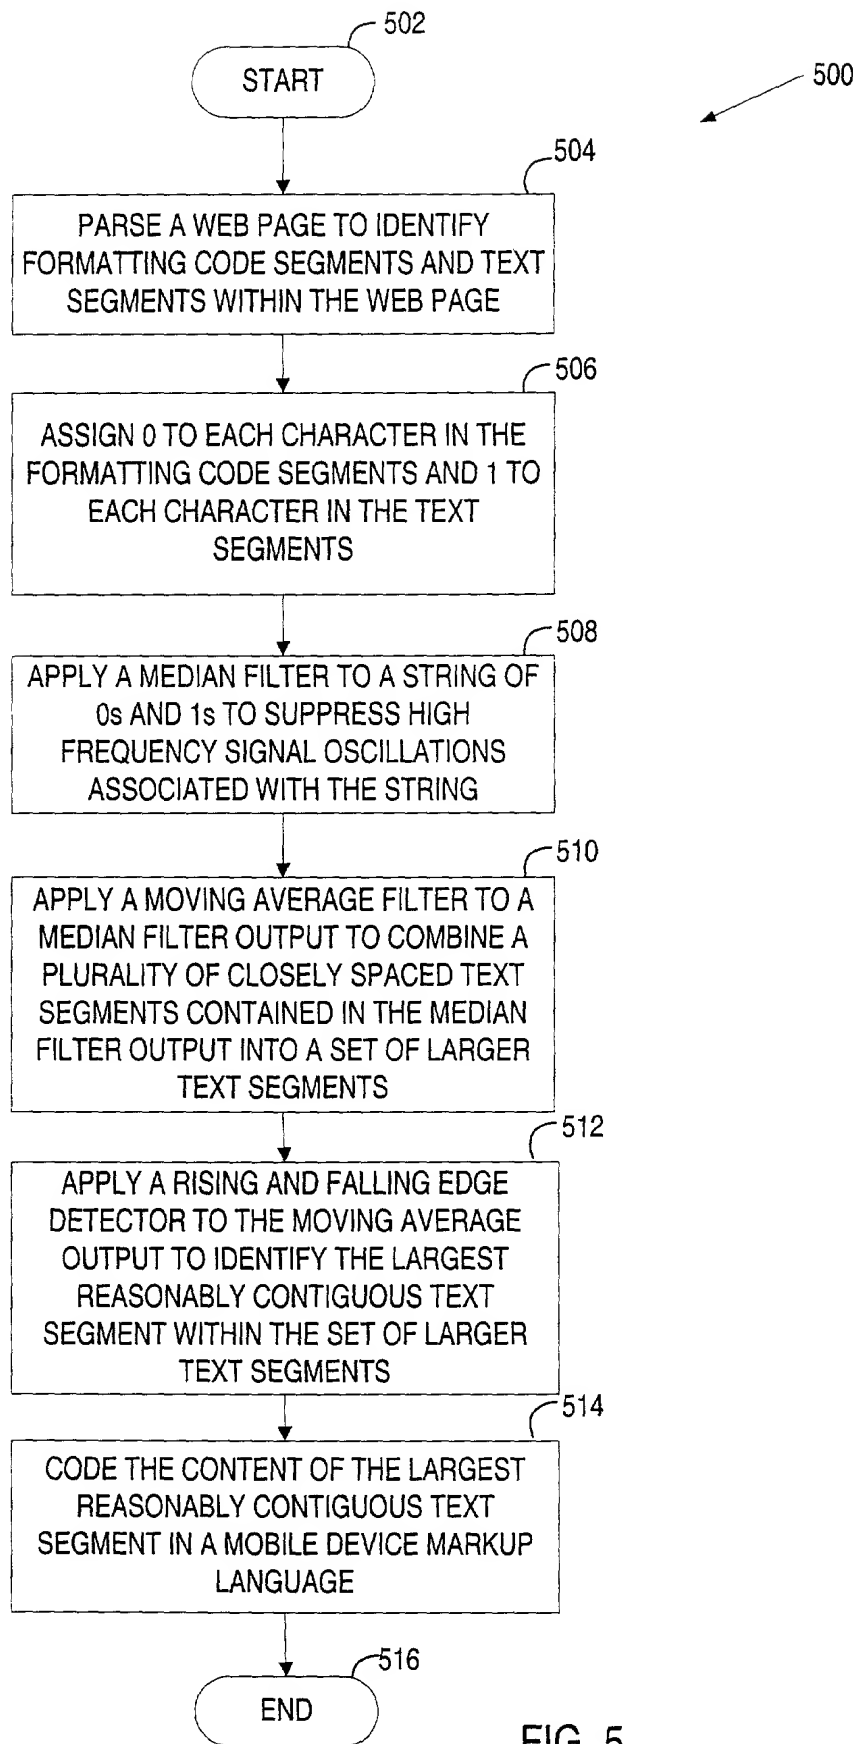 502
START
500
504
PARSE A WEB PAGE TO IDENTIFY
FORMATTING CODE SEGMENTS AND TEXT
SEGMENTS WITHIN THE WEB PAGE
506
ASSIGN 0 TO EACH CHARACTER IN THE
FORMATTING CODE SEGMENTS AND 1 TO
EACH CHARACTER IN THE TEXT
SEGMENTS
508
APPLY A MEDIAN FILTER TO A STRING OF
0s AND 1s TO SUPPRESS HIGH
FREQUENCY SIGNAL OSCILLATIONS
ASSOCIATED WITH THE STRING
510
APPLY A MOVING AVERAGE FILTER TO A
MEDIAN FILTER OUTPUT TO COMBINE A
PLURALITY OF CLOSELY SPACED TEXT
SEGMENTS CONTAINED IN THE MEDIAN
FILTER OUTPUT INTO A SET OF LARGER
TEXT SEGMENTS
512
APPLY A RISING AND FALLING EDGE
DETECTOR TO THE MOVING AVERAGE
OUTPUT TO IDENTIFY THE LARGEST
REASONABLY CONTIGUOUS TEXT
SEGMENT WITHIN THE SET OF LARGER
TEXT SEGMENTS
514
CODE THE CONTENT OF THE LARGEST
REASONABLY CONTIGUOUS TEXT
SEGMENT IN A MOBILE DEVICE MARKUP
LANGUAGE
516
END
FIG. 5